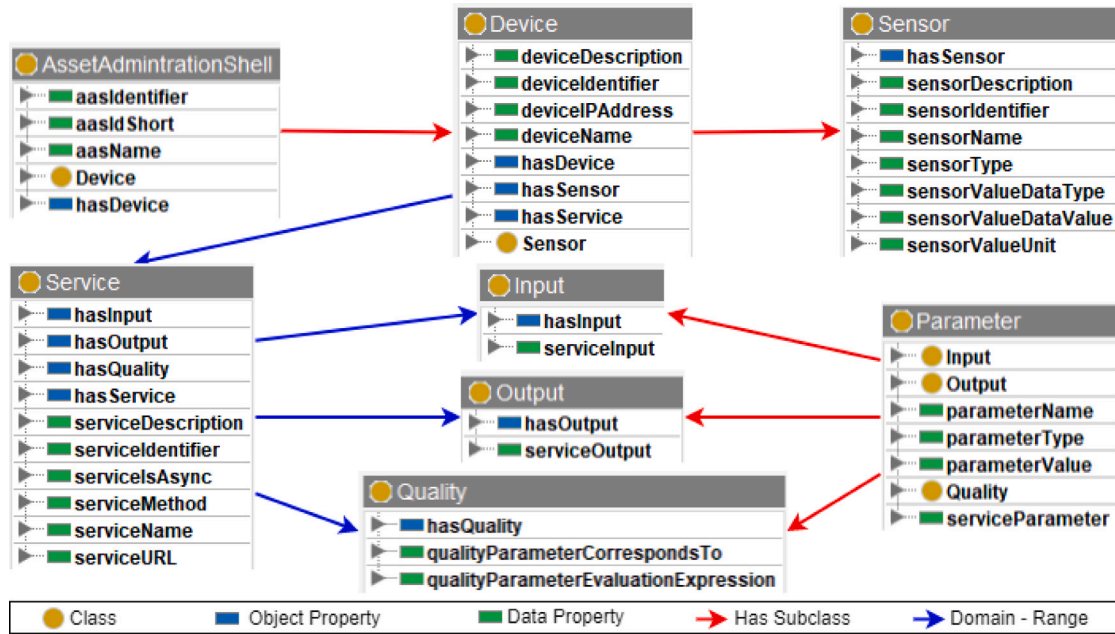 AssetAdmintrationShell
aasIdentifier
aasIdShort
aasName
Device
hasDevice
Device
deviceDescription
deviceIdentifier
deviceIPAddress
deviceName
hasDevice
hasSensor
hasService
Sensor
Sensor
hasSensor
sensorDescription
sensorIdentifier
sensorName
sensorType
sensorValueDataType
sensorValueDataValue
sensorValueUnit
Service
hasInput
hasOutput
hasQuality
hasService
serviceDescription
serviceIdentifier
serviceIsAsync
serviceMethod
serviceName
serviceURL
Input
hasInput
serviceInput
Output
hasOutput
serviceOutput
Quality
hasQuality
qualityParameterCorrespondsTo
qualityParameterEvaluationExpression
Parameter
Input
Output
parameterName
parameterType
parameterValue
Quality
serviceParameter
Class Object Property Data Property Has Subclass Domain - Range